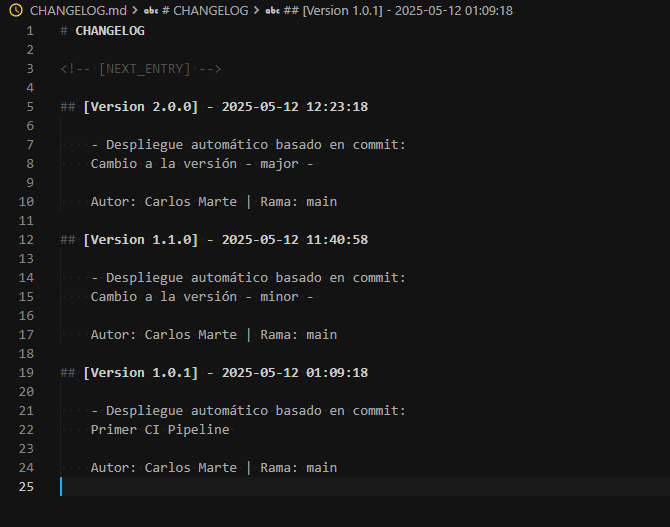 CHANGELOG.md > abc # CHANGELOG > abc ## [Version 1.0.1] - 2025-05-12 01:09:18
1 # CHANGELOG
2
3 <!-- [NEXT_ENTRY] -->
4
5 ## [Version 2.0.0] - 2025-05-12 12:23:18
6
7 - Despliegue automático basado en commit:
8 Cambio a la versión - major -
9
10 Autor: Carlos Marte | Rama: main
11
12 ## [Version 1.1.0] - 2025-05-12 11:40:58
13
14 - Despliegue automático basado en commit:
15 Cambio a la versión - minor -
16
17 Autor: Carlos Marte | Rama: main
18
19 ## [Version 1.0.1] - 2025-05-12 01:09:18
20
21 - Despliegue automático basado en commit:
22 Primer CI Pipeline
23
24 Autor: Carlos Marte | Rama: main
25